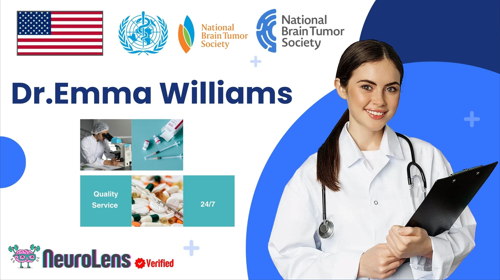 National
Brain Tumor
Society
National
Brain Tumor
Society
Dr.Emma Williams
Quality
Service
24/7
NeuroLens
Verified